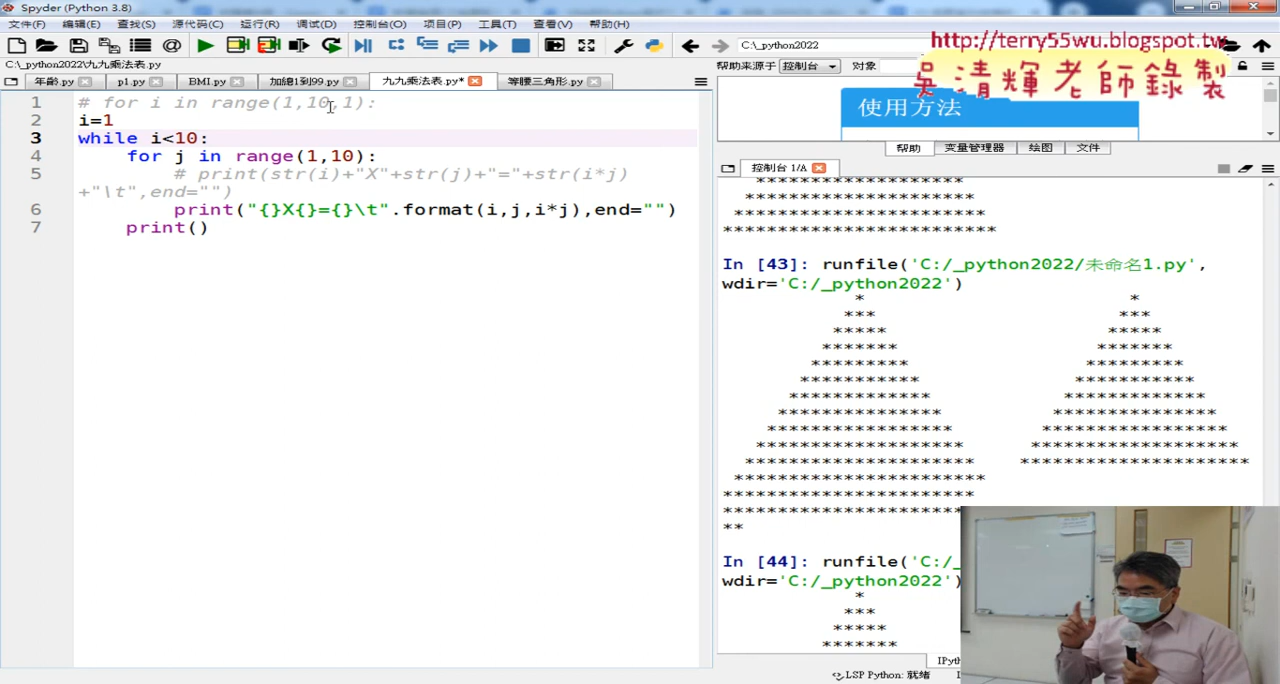 Spyder (Python 3.8)
文件(F) 编辑(E) 查找(S) 源代码(C) 运行(R) 调试(D) 控制台(O) 项目(P) 工具(T) 查看(V) 帮助(H)
C:\_python2022
http://terry55wu.blogspot.tw
吳清輝老師錄製
C:\_python2022\九九乘法表.py
帮助来源于 控制台 对象
年龄.py p1.py BMI.py 加總1到99.py 九九乘法表.py* 等腰三角形.py
使用方法
帮助 变量管理器 绘图 文件
控制台 1/A
1 # for i in range(1,10,1):
2 i=1
3 while i<10:
4 for j in range(1,10):
5 # print(str(i)+"X"+str(j)+"="+str(i*j)
+"\t",end="")
6 print("{}X{}={}\t".format(i,j,i*j),end="")
7 print()
*******************
*********************
***********************
*************************
In [43]: runfile('C:/_python2022/未命名1.py',
wdir='C:/_python2022')
* *
*** ***
***** *****
******* *******
********* *********
*********** ***********
************* *************
*************** ***************
***************** *****************
******************* *******************
********************* *********************
***********************
***********************
**********************
**
In [44]: runfile('C:/_
wdir='C:/_python2022')
*
***
*****
*******
LSP Python: 就绪